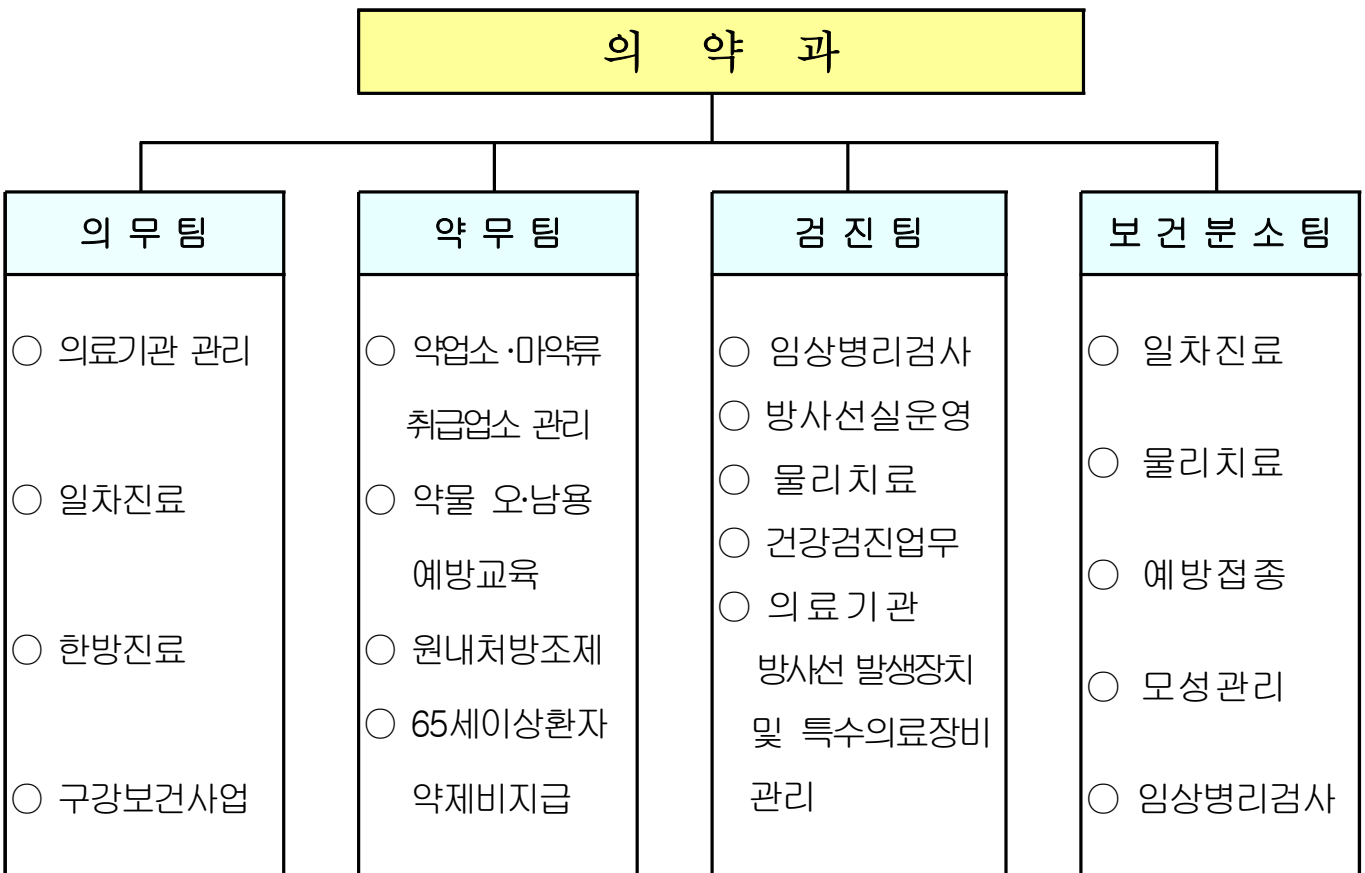 의 약 과
의 무 팀
○ 의료기관 관리
○ 일차진료
○ 한방진료
○ 구강보건사업
약 무 팀
○ 약업소·마약류
취급업소 관리
○ 약물 오·남용
예방교육
○ 원내처방조제
○ 65세이상환자
약제비지급
검 진 팀
○ 임상병리검사
○ 방사선실운영
○ 물리치료
○ 건강검진업무
○ 의료기관
방사선 발생장치
및 특수의료장비
관리
보 건 분 소 팀
○ 일차진료
○ 물리치료
○ 예방접종
○ 모성관리
○ 임상병리검사